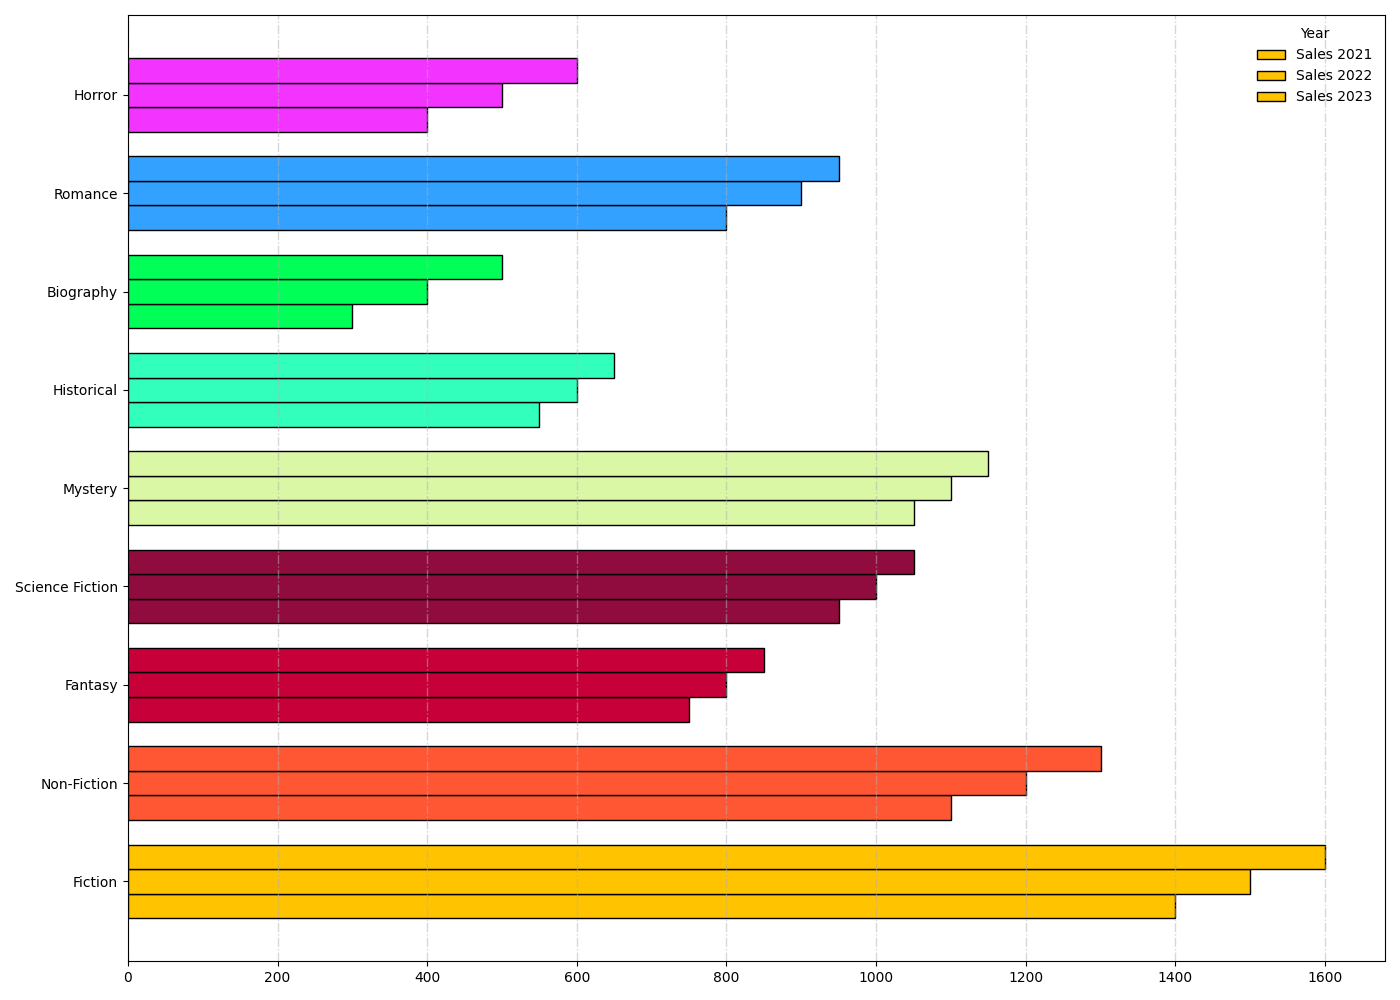 Year
Sales 2021
Sales 2022
Sales 2023
Horror
Romance
Biography
Historical
Mystery
Science Fiction
Fantasy
Non-Fiction
Fiction
0 200 400 600 800 1000 1200 1400 1600